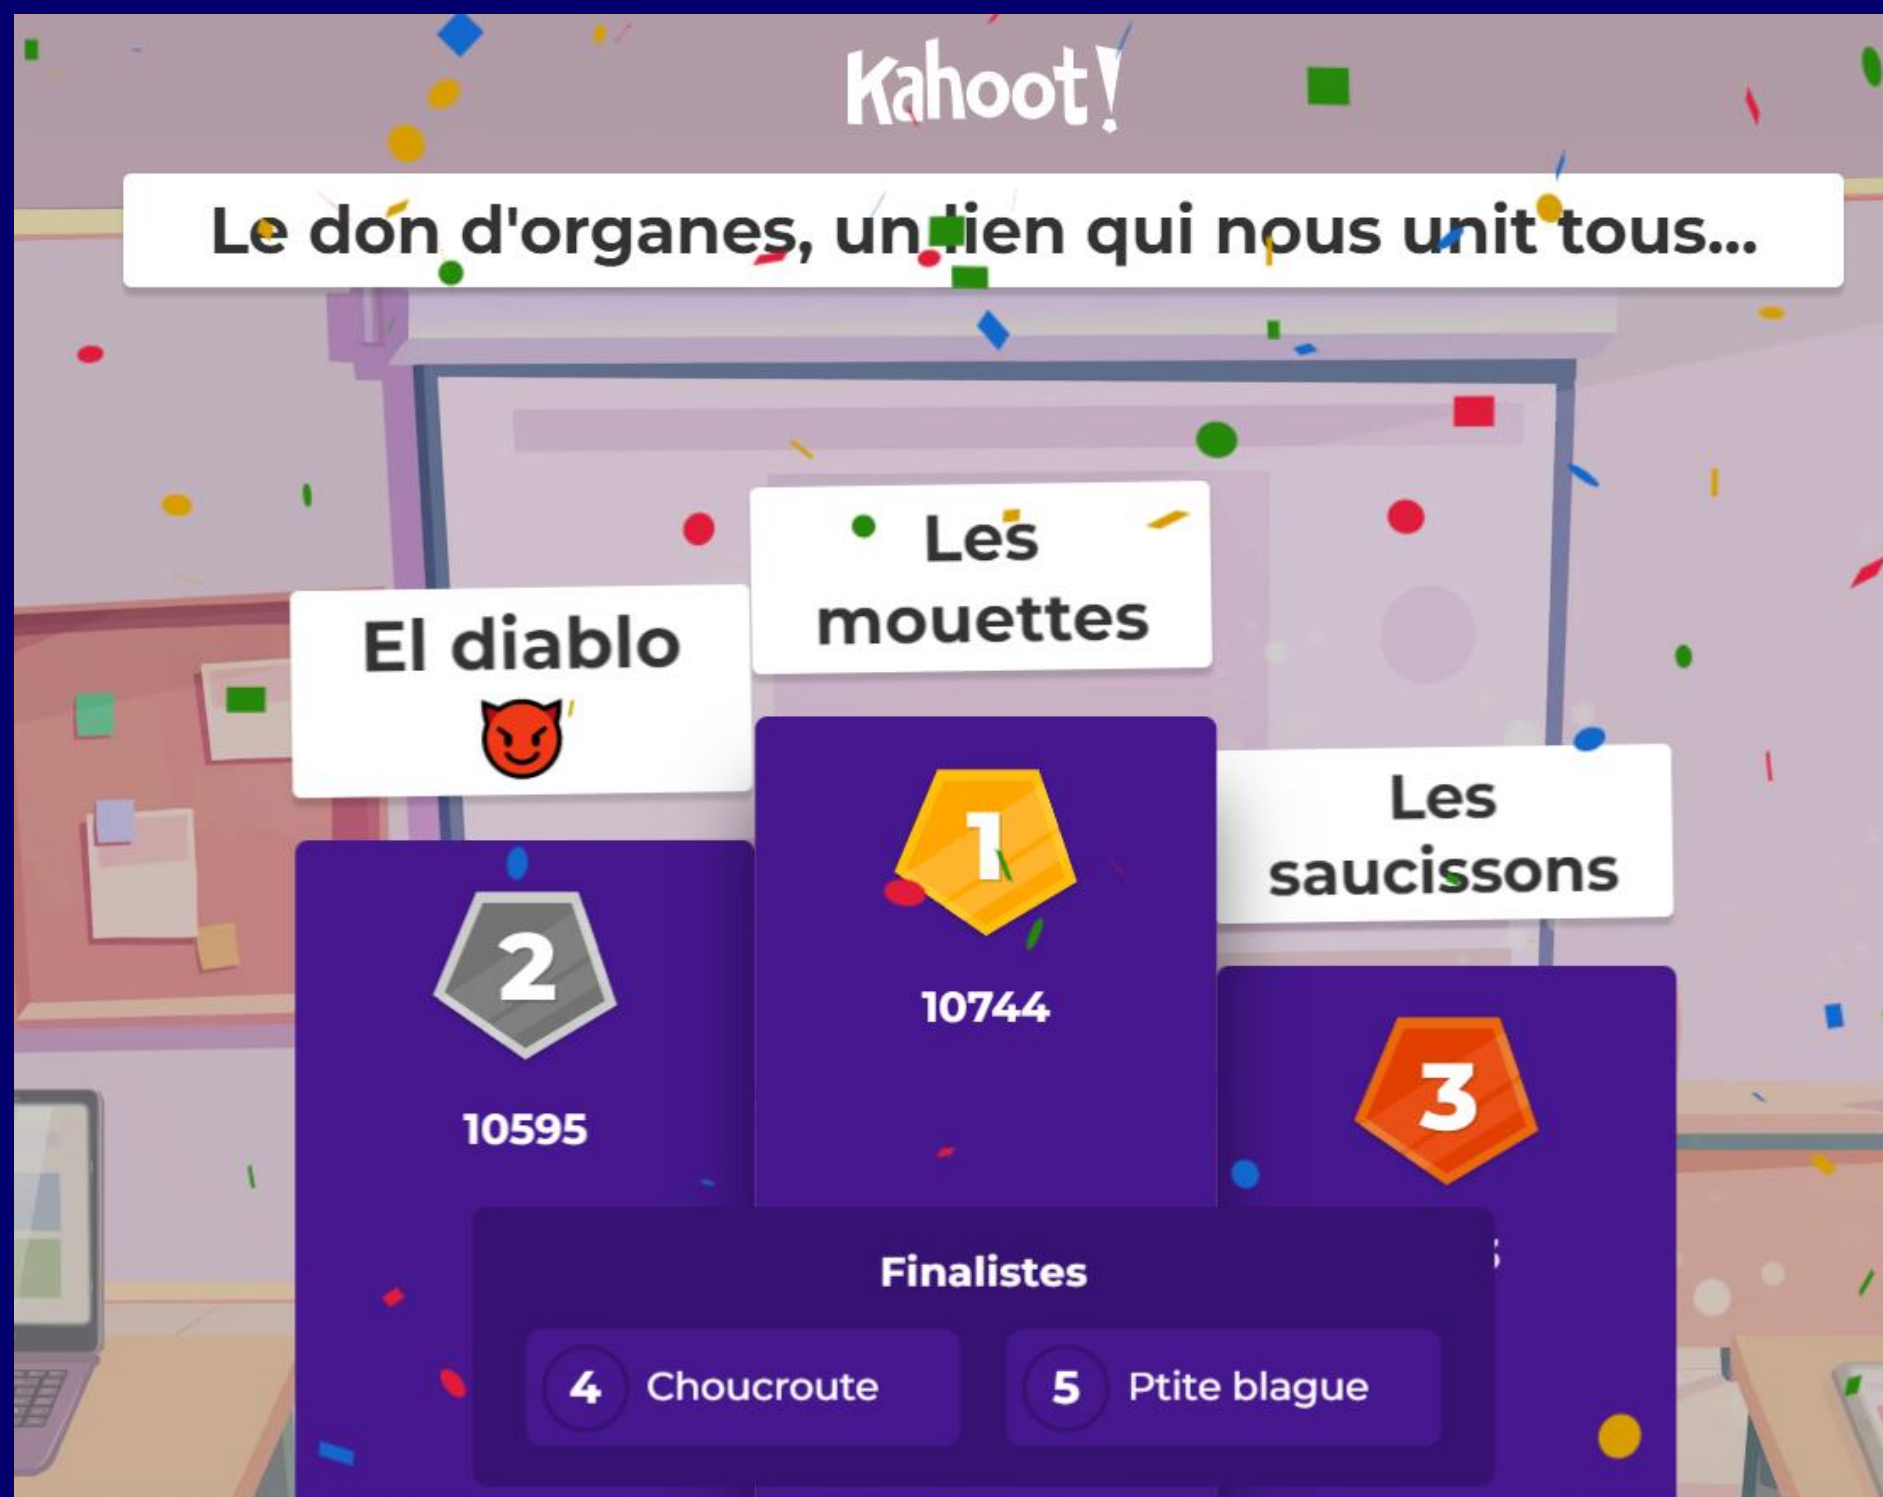 Kahoot!
Le don d'organes, un lien qui nous unit tous...
Les
mouettes
El diablo
😈
Les
saucissons
1
10744
2
10595
3
Finalistes
4 Choucroute
5 Ptite blague